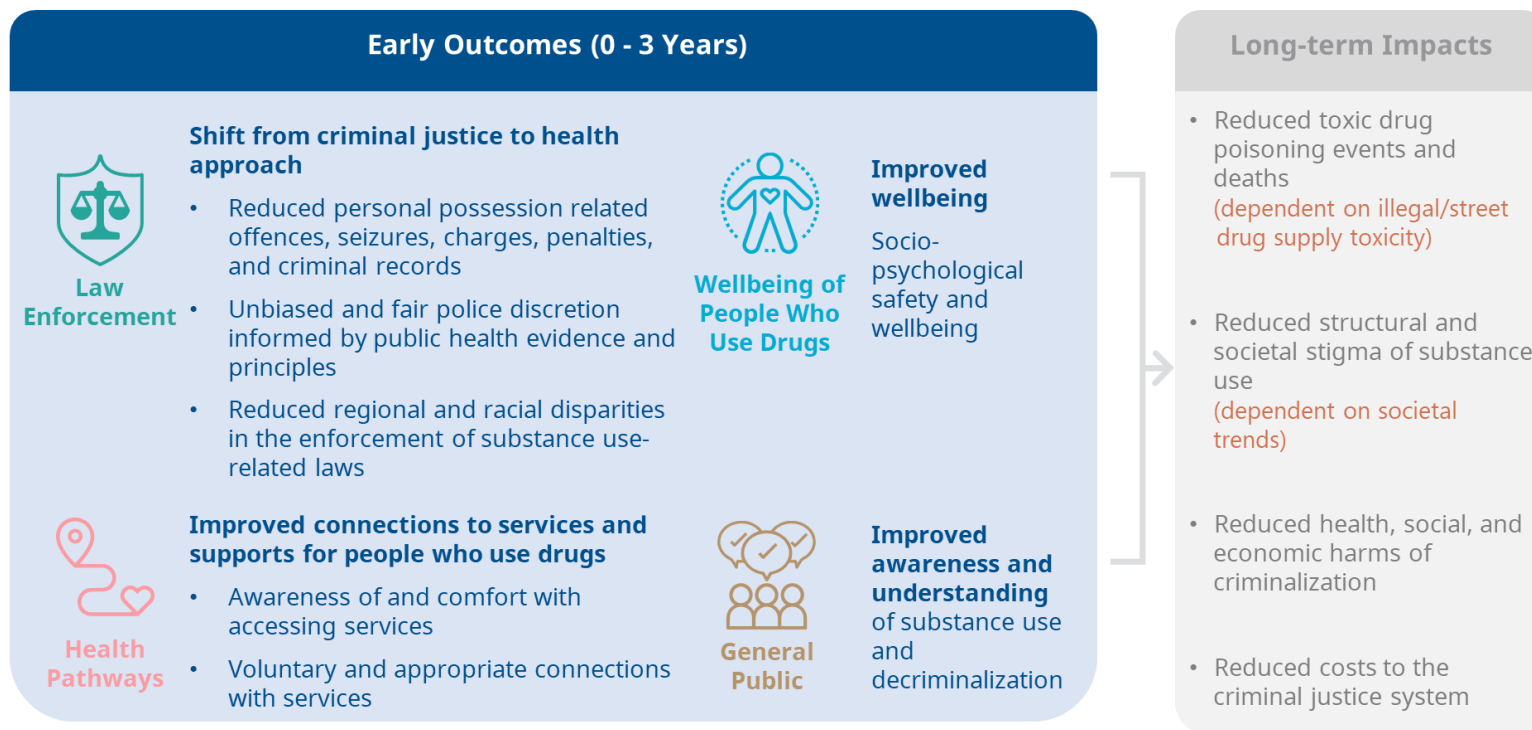 Early Outcomes (0 - 3 Years)
Shift from criminal justice to health
approach
• Reduced personal possession related
offences, seizures, charges, penalties,
and criminal records
• Unbiased and fair police discretion
informed by public health evidence and
principles
• Reduced regional and racial disparities
in the enforcement of substance use-
related laws
Law
Enforcement
Improved
wellbeing
Socio-
psychological
safety and
wellbeing
Wellbeing of
People Who
Use Drugs
Improved connections to services and
supports for people who use drugs
• Awareness of and comfort with
accessing services
• Voluntary and appropriate connections
with services
Health
Pathways
Improved
awareness and
understanding
of substance use
and
decriminalization
General
Public
Long-term Impacts
• Reduced toxic drug
poisoning events and
deaths
(dependent on illegal/street
drug supply toxicity)
• Reduced structural and
societal stigma of substance
use
(dependent on societal
trends)
• Reduced health, social, and
economic harms of
criminalization
• Reduced costs to the
criminal justice system